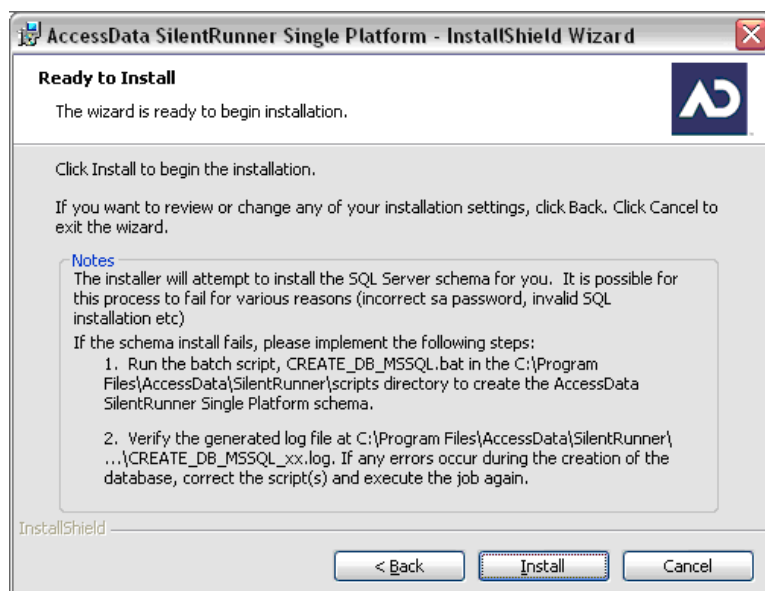 AccessData SilentRunner Single Platform - InstallShield Wizard
Ready to Install
The wizard is ready to begin installation.
Click Install to begin the installation.
If you want to review or change any of your installation settings, click Back. Click Cancel to
exit the wizard.
Notes
The installer will attempt to install the SQL Server schema for you.  It is possible for
this process to fail for various reasons (incorrect sa password, invalid SQL
installation etc)
If the schema install fails, please implement the following steps:
1.  Run the batch script, CREATE_DB_MSSQL.bat in the C:\Program
Files\AccessData\SilentRunner\scripts directory to create the AccessData
SilentRunner Single Platform schema.
2.  Verify the generated log file at C:\Program Files\AccessData\SilentRunner\
...\CREATE_DB_MSSQL_xx.log. If any errors occur during the creation of the
database, correct the script(s) and execute the job again.
InstallShield
< Back
Install
Cancel